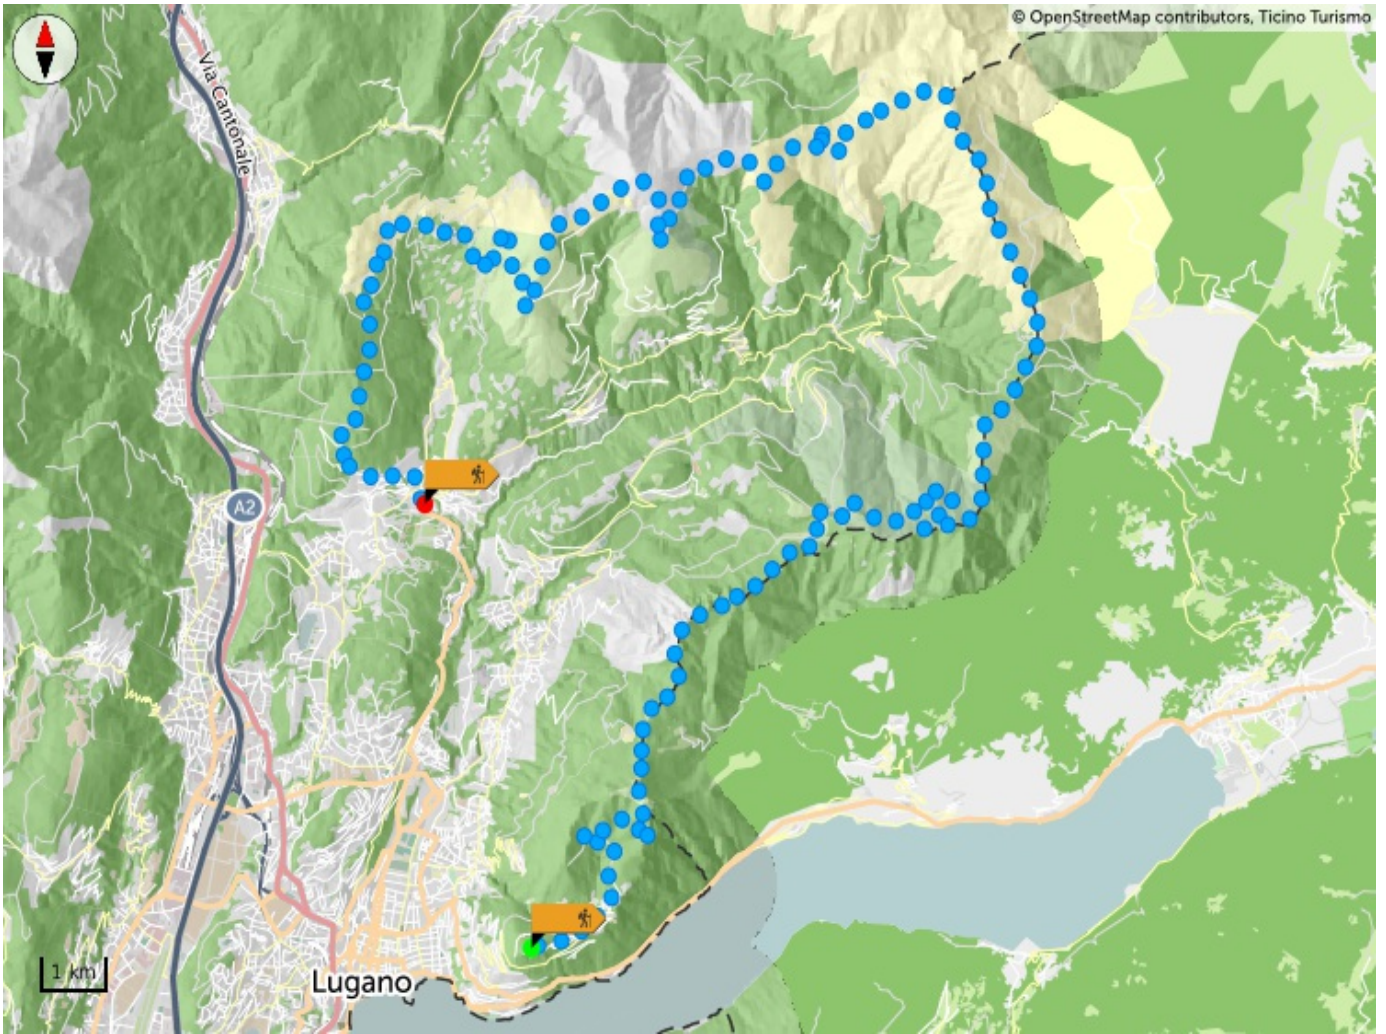 © OpenStreetMap contributors, Ticino Turismo
Via Cantonale
A2
1 km
Lugano